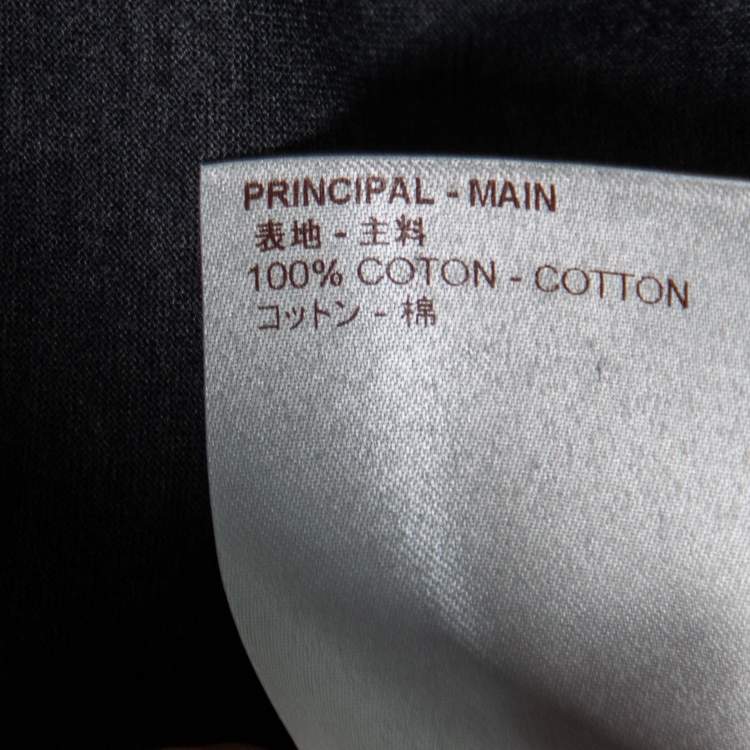 PRINCIPAL - MAIN
表地 - 主料
100% COTON - COTTON
コットン - 棉